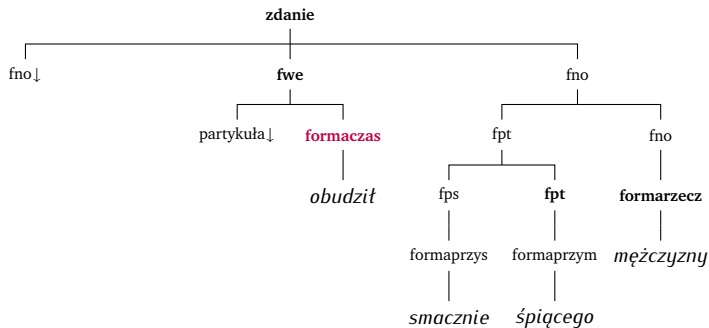 zdanie
fno↓ fwe fno
partykuła↓ formaczas fpt fno
obudził fps fpt formarzecz
formaprzys formaprzym mężczyzny
smacznie śpiącego